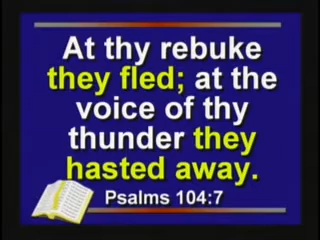 At thy rebuke
they fled; at the
voice of thy
thunder they
hasted away.
Psalms 104:7